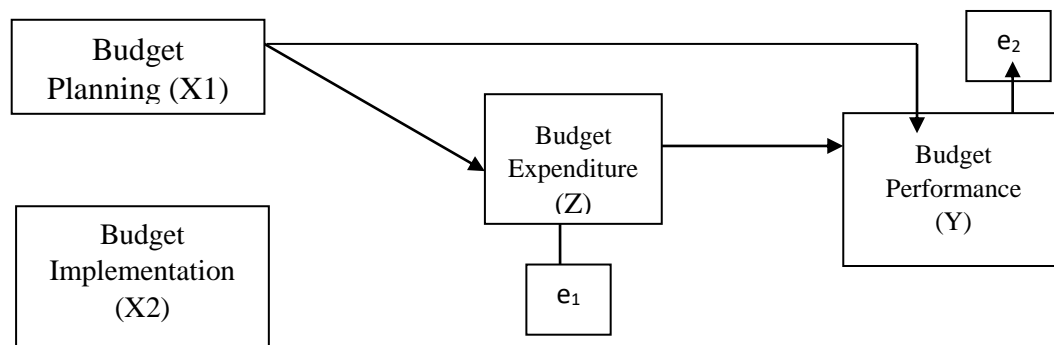 Budget
Planning (X1)
e₂
Budget
Expenditure
(Z)
Budget
Performance
(Y)
Budget
Implementation
(X2)
e₁